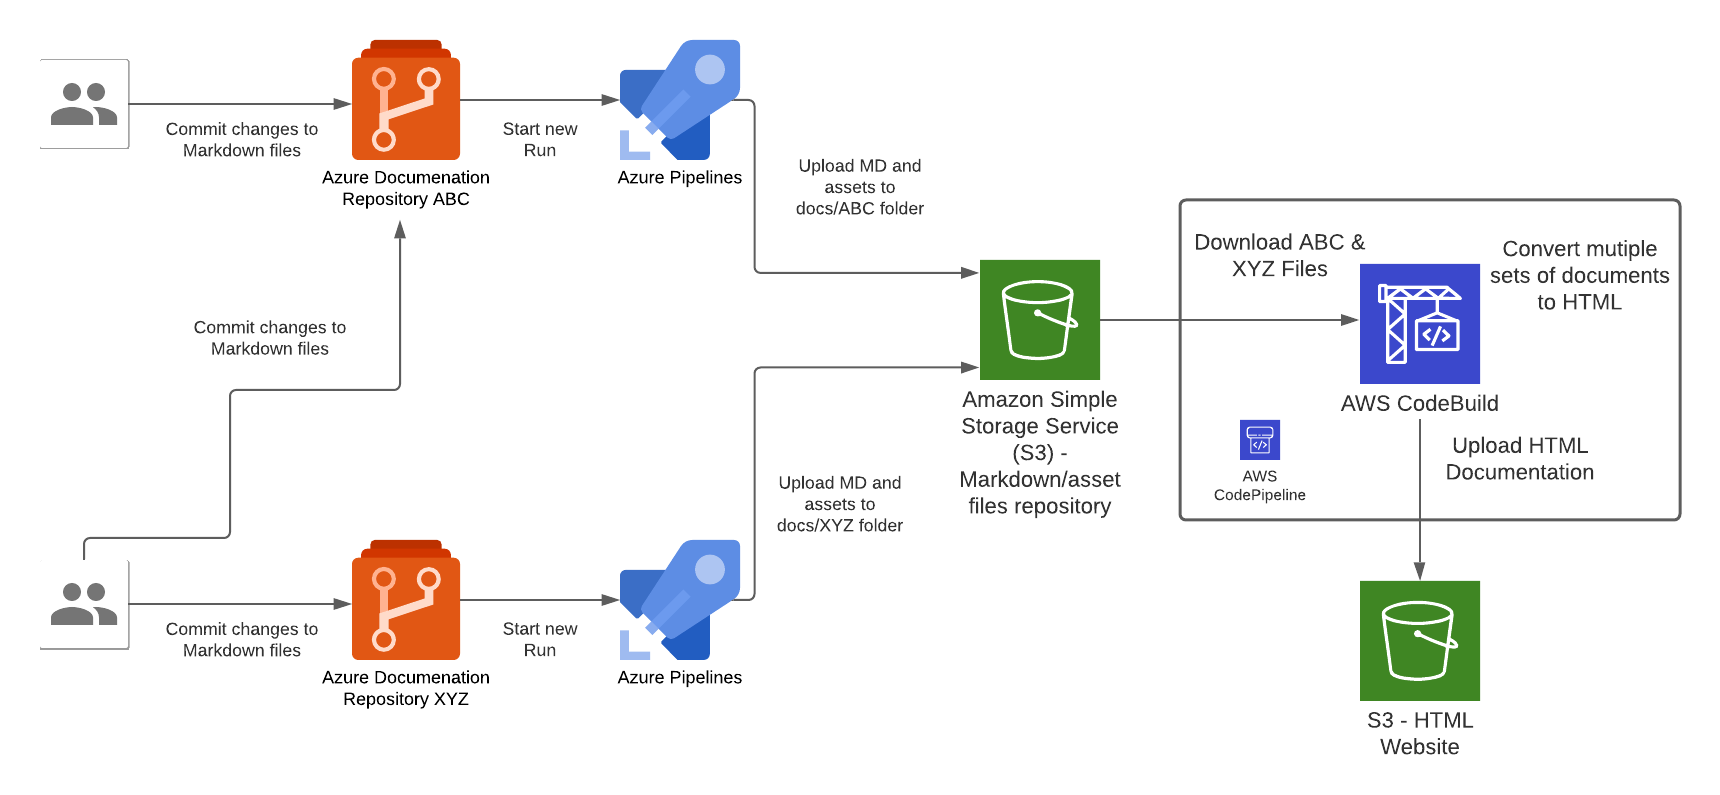 Commit changes to
Markdown files
Azure Documenation
Repository ABC
Start new
Run
Azure Pipelines
Upload MD and
assets to
docs/ABC folder
Commit changes to
Markdown files
Commit changes to
Markdown files
Azure Documenation
Repository XYZ
Start new
Run
Azure Pipelines
Upload MD and
assets to
docs/XYZ folder
Amazon Simple
Storage Service
(S3) -
Markdown/asset
files repository
Download ABC &
XYZ Files
Convert mutiple
sets of documents
to HTML
AWS CodeBuild
AWS
CodePipeline
Upload HTML
Documentation
S3 - HTML
Website